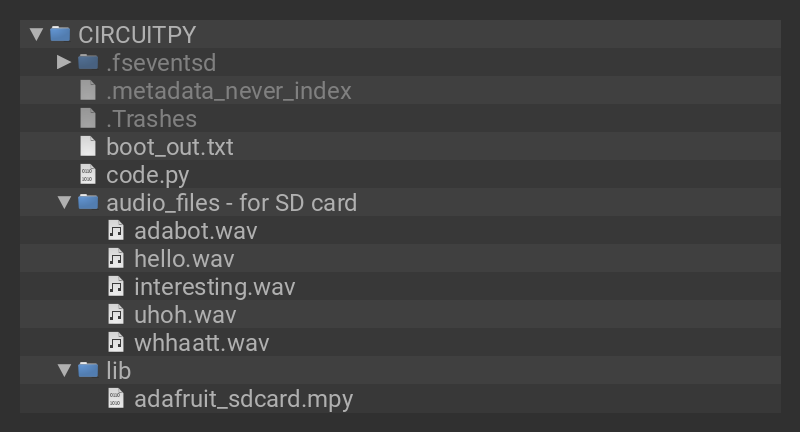 CIRCUITPY
.fseventsd
.metadata_never_index
.Trashes
boot_out.txt
code.py
audio_files - for SD card
adabot.wav
hello.wav
interesting.wav
uhoh.wav
whhaatt.wav
lib
adafruit_sdcard.mpy